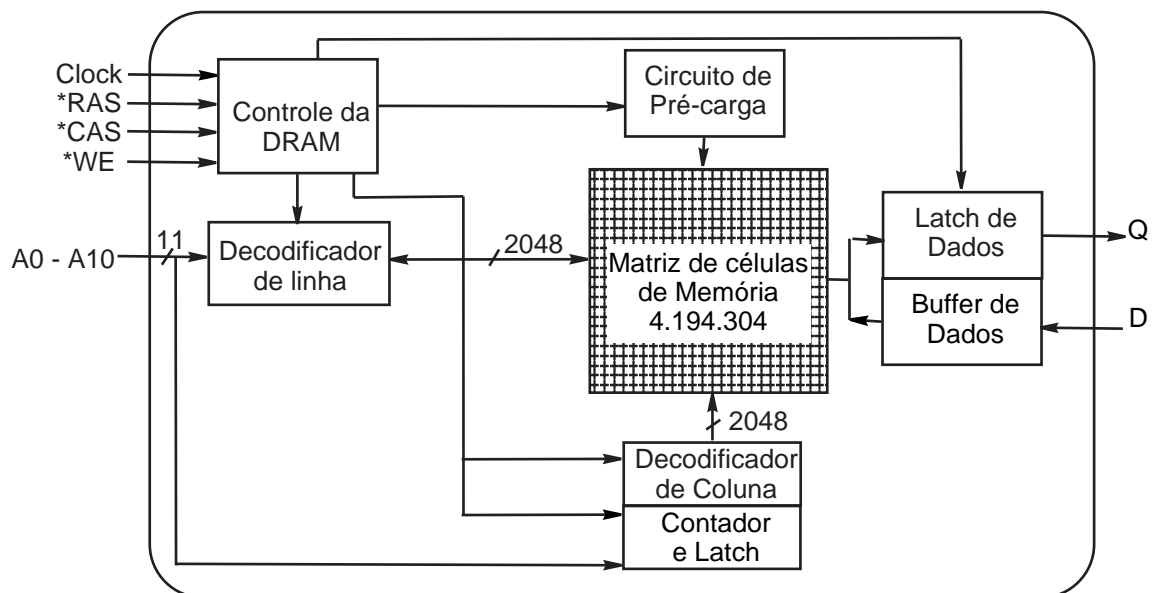 Clock
*RAS
*CAS
*WE
Controle da
DRAM
Circuito de
Pré-carga
A0 - A10
11
Decodificador
de linha
2048
Matriz de células
de Memória
4.194.304
Latch de
Dados
Q
Buffer de
Dados
D
2048
Decodificador
de Coluna
Contador
e Latch